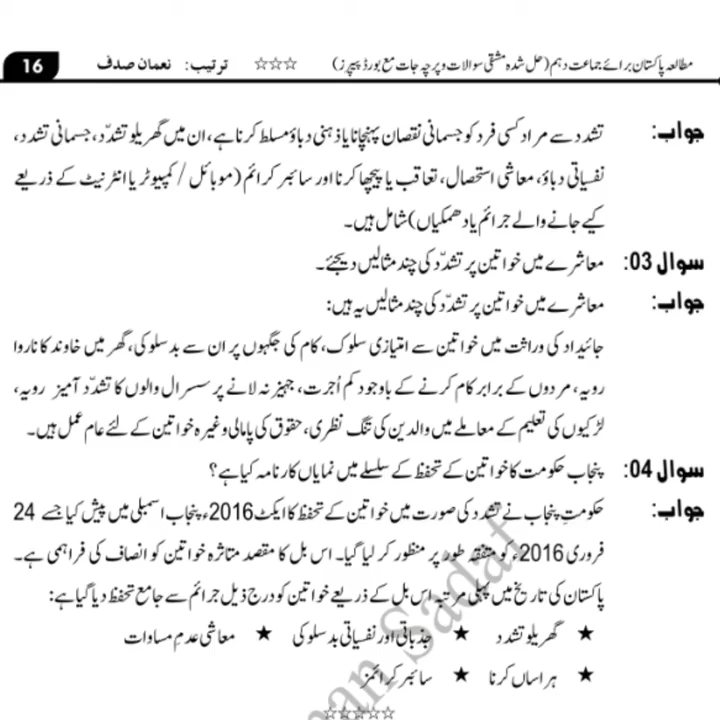 مطالعہ پاکستان برائے جماعت دہم (حل شدہ مشقی سوالات و پرچہ جات مع بورڈ پیپرز) ☆☆☆ ترتیب: نعمان صدف 16
جواب: تشدد سے مراد کسی فرد کو جسمانی نقصان پہنچانا یا ذہنی دباؤ مسلط کرنا ہے، ان میں گھریلو تشدّد، جسمانی تشدد،
نفسیاتی دباؤ، معاشی استحصال، تعاقب یا پیچھا کرنا اور سائبر کرائم (موبائل / کمپیوٹر یا انٹرنیٹ کے ذریعے
کیے جانے والے جرائم یا دھمکیاں) شامل ہیں۔
سوال 03: معاشرے میں خواتین پر تشدّد کی چند مثالیں دیجئے۔
جواب: معاشرے میں خواتین پر تشدّد کی چند مثالیں یہ ہیں:
جائیداد کی وراثت میں خواتین سے امتیازی سلوک، کام کی جگہوں پر ان سے بدسلوکی، گھر میں خاوند کا ناروا
رویہ، مردوں کے برابر کام کرنے کے باوجود کم اُجرت، جہیز نہ لانے پر سسرال والوں کا تشدّد آمیز رویہ،
لڑکیوں کی تعلیم کے معاملے میں والدین کی تنگ نظری، حقوق کی پامالی وغیرہ خواتین کے لئے عام عمل ہیں۔
سوال 04: پنجاب حکومت کا خواتین کے تحفظ کے سلسلے میں نمایاں کارنامہ کیا ہے؟
جواب: حکومتِ پنجاب نے تشدد کی صورت میں خواتین کے تحفظ کا ایکٹ 2016ء پنجاب اسمبلی میں پیش کیا جسے 24
فروری 2016ء کو متفقہ طور پر منظور کر لیا گیا۔ اس بل کا مقصد متاثرہ خواتین کو انصاف کی فراہمی ہے۔
پاکستان کی تاریخ میں پہلی مرتبہ اس بل کے ذریعے خواتین کو درج ذیل جرائم سے جامع تحفظ دیا گیا ہے:
★ گھریلو تشدد ★ جذباتی اور نفسیاتی بدسلوکی ★ معاشی عدمِ مساوات
★ ہراساں کرنا ★ سائبر کرائمز
☆☆☆☆☆
man Sadaf